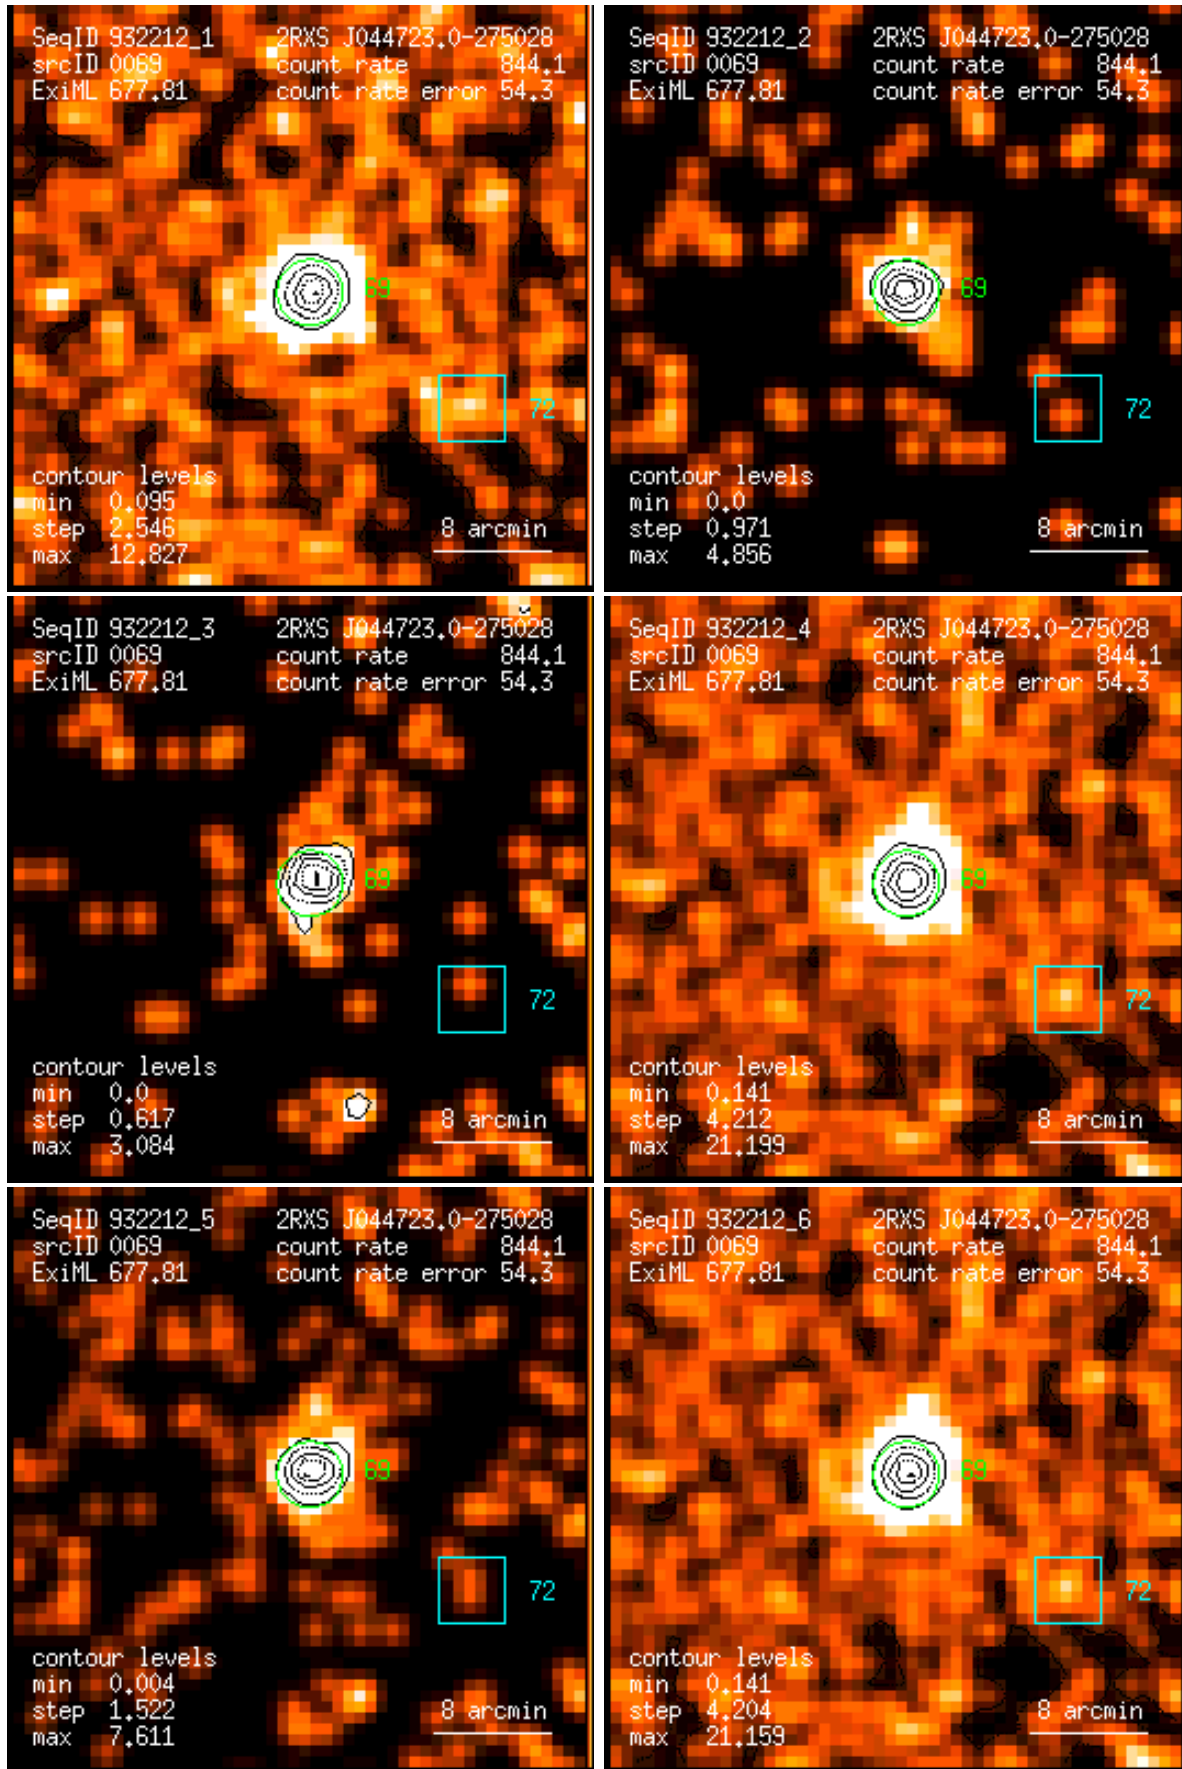 SeqID 932212_1 2RXS J044723.0-275028
srcID 0069 count rate 844.1
ExiML 677.81 count rate error 54.3
69
72
contour levels
min 0.095
step 2.546 8 arcmin
max 12.827
SeqID 932212_2 2RXS J044723.0-275028
srcID 0069 count rate 844.1
ExiML 677.81 count rate error 54.3
69
72
contour levels
min 0.0
step 0.971 8 arcmin
max 4.856
SeqID 932212_3 2RXS J044723.0-275028
srcID 0069 count rate 844.1
ExiML 677.81 count rate error 54.3
69
72
contour levels
min 0.0
step 0.617 8 arcmin
max 3.084
SeqID 932212_4 2RXS J044723.0-275028
srcID 0069 count rate 844.1
ExiML 677.81 count rate error 54.3
69
72
contour levels
min 0.141
step 4.212 8 arcmin
max 21.199
SeqID 932212_5 2RXS J044723.0-275028
srcID 0069 count rate 844.1
ExiML 677.81 count rate error 54.3
69
72
contour levels
min 0.004
step 1.522 8 arcmin
max 7.611
SeqID 932212_6 2RXS J044723.0-275028
srcID 0069 count rate 844.1
ExiML 677.81 count rate error 54.3
69
72
contour levels
min 0.141
step 4.204 8 arcmin
max 21.159